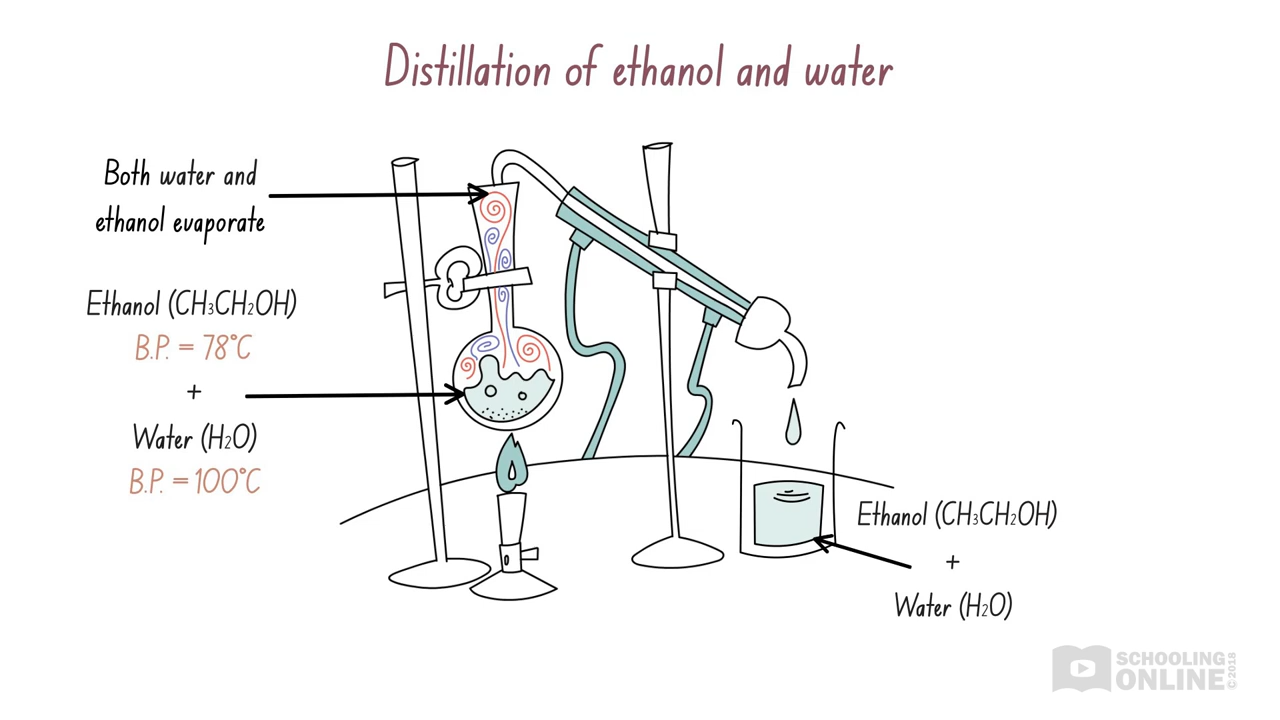 Distillation of ethanol and water
Both water and
ethanol evaporate
Ethanol (CH₃CH₂OH)
B.P. = 78°C
+
Water (H₂O)
B.P. = 100°C
Ethanol (CH₃CH₂OH)
+
Water (H₂O)
SCHOOLING
ONLINE
©2018